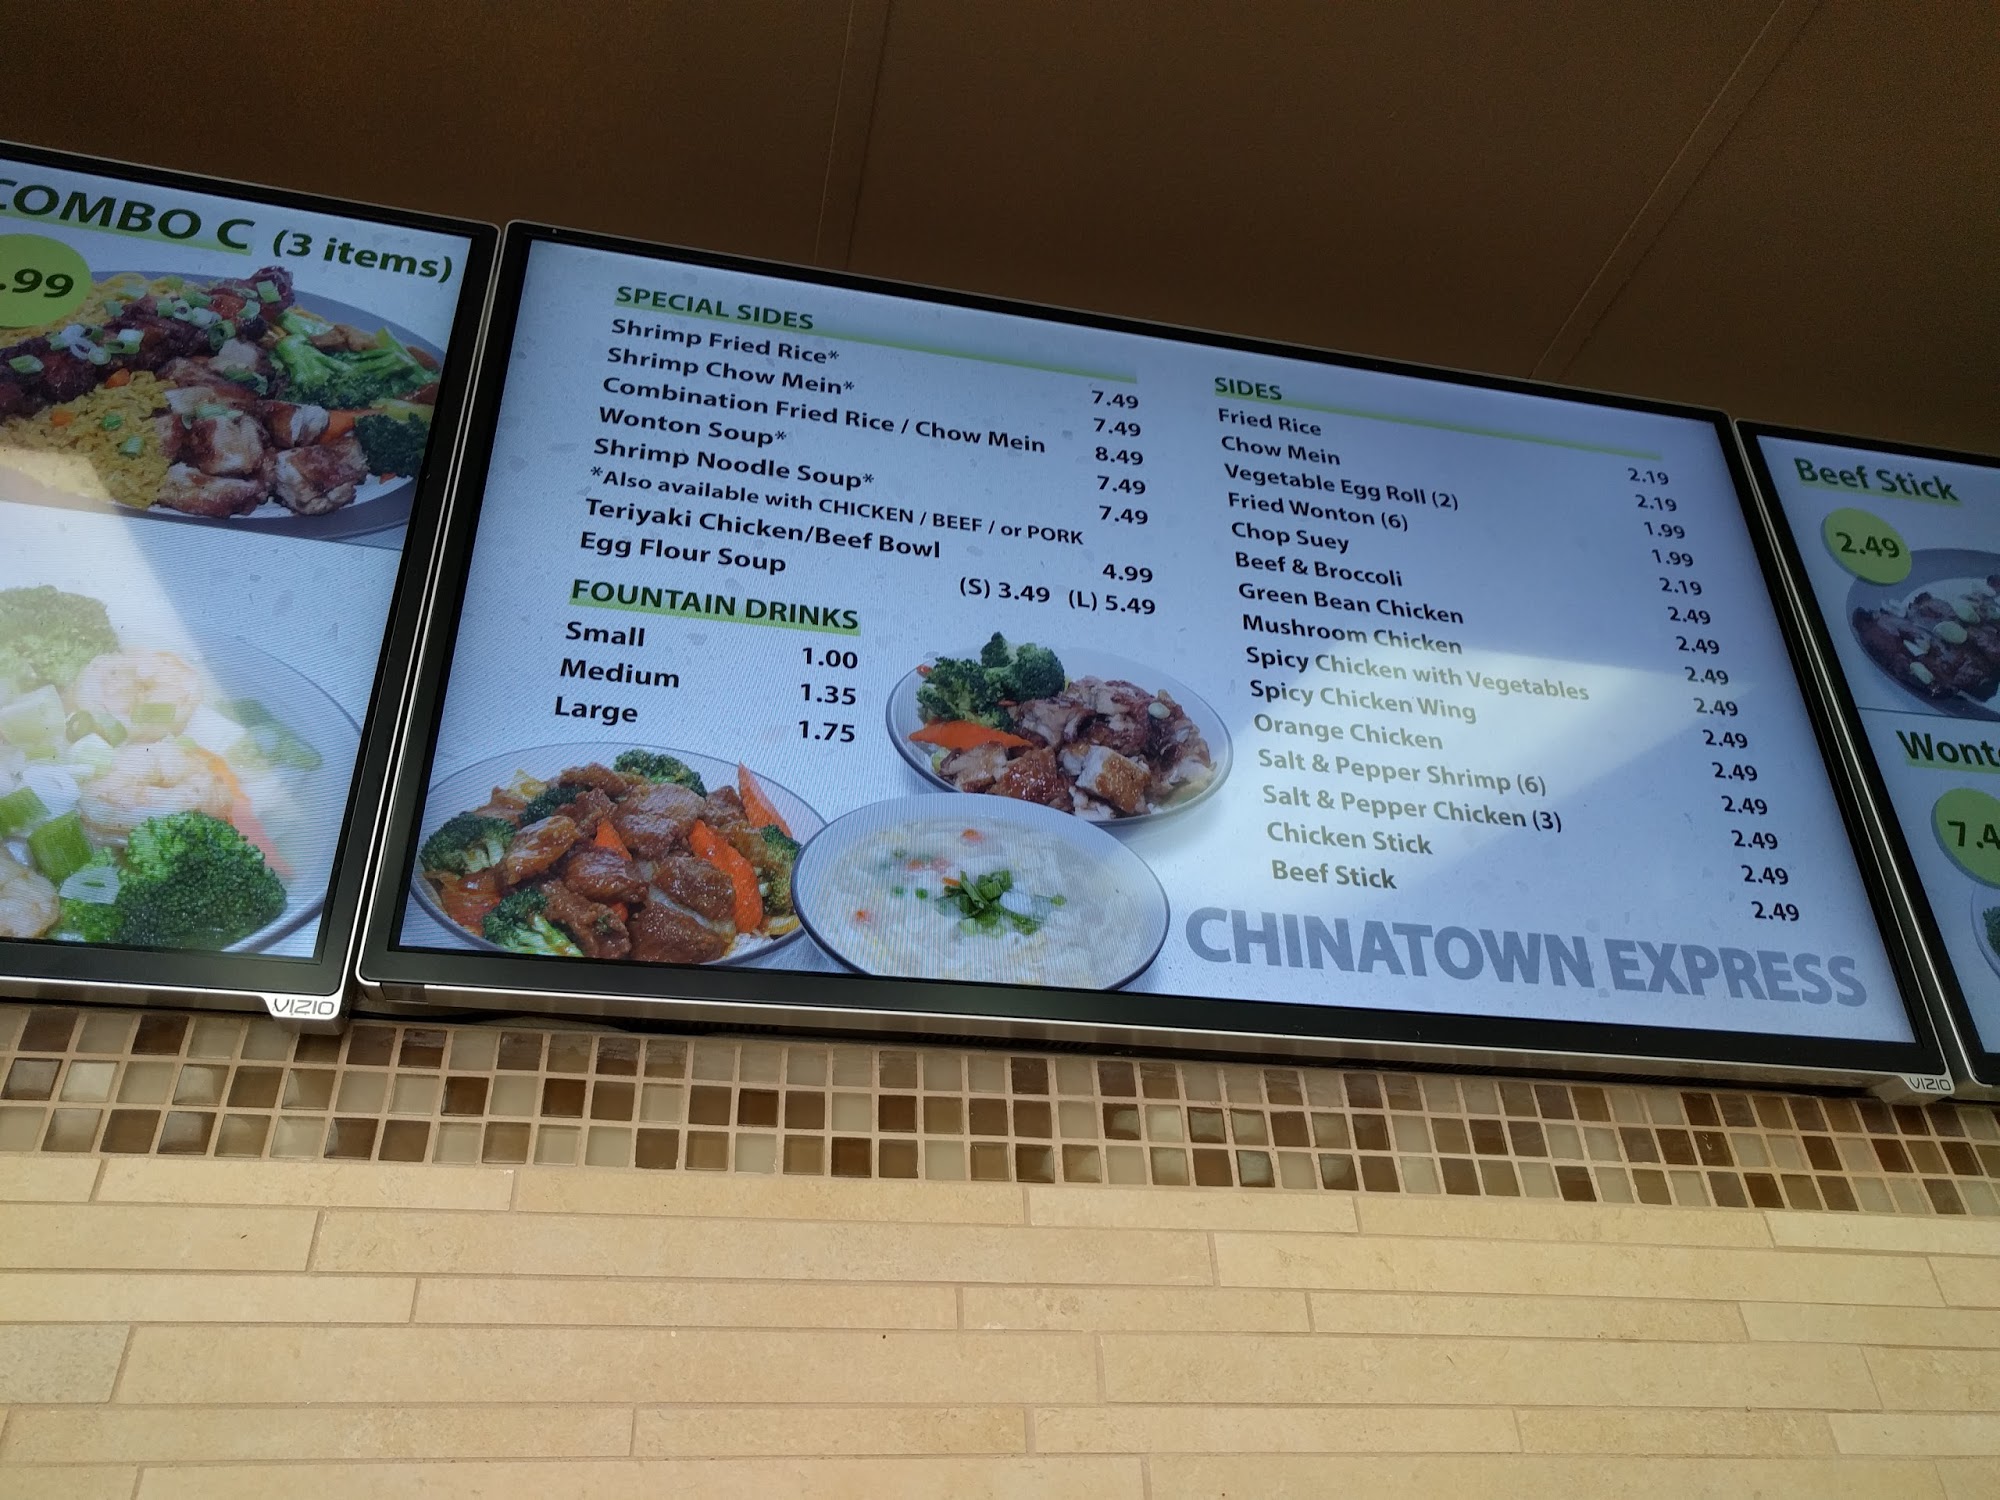 COMBO C (3 items)
.99
SPECIAL SIDES
Shrimp Fried Rice* 7.49
Shrimp Chow Mein* 7.49
Combination Fried Rice / Chow Mein 8.49
Wonton Soup* 7.49
Shrimp Noodle Soup* 7.49
*Also available with CHICKEN / BEEF / or PORK
Teriyaki Chicken/Beef Bowl 4.99
Egg Flour Soup (S) 3.49 (L) 5.49
FOUNTAIN DRINKS
Small 1.00
Medium 1.35
Large 1.75
SIDES
Fried Rice 2.19
Chow Mein 2.19
Vegetable Egg Roll (2) 1.99
Fried Wonton (6) 1.99
Chop Suey 2.19
Beef & Broccoli 2.49
Green Bean Chicken 2.49
Mushroom Chicken 2.49
Spicy Chicken with Vegetables 2.49
Spicy Chicken Wing 2.49
Orange Chicken 2.49
Salt & Pepper Shrimp (6) 2.49
Salt & Pepper Chicken (3) 2.49
Chicken Stick 2.49
Beef Stick 2.49
CHINATOWN EXPRESS
Beef Stick
2.49
VIZIO
VIZIO